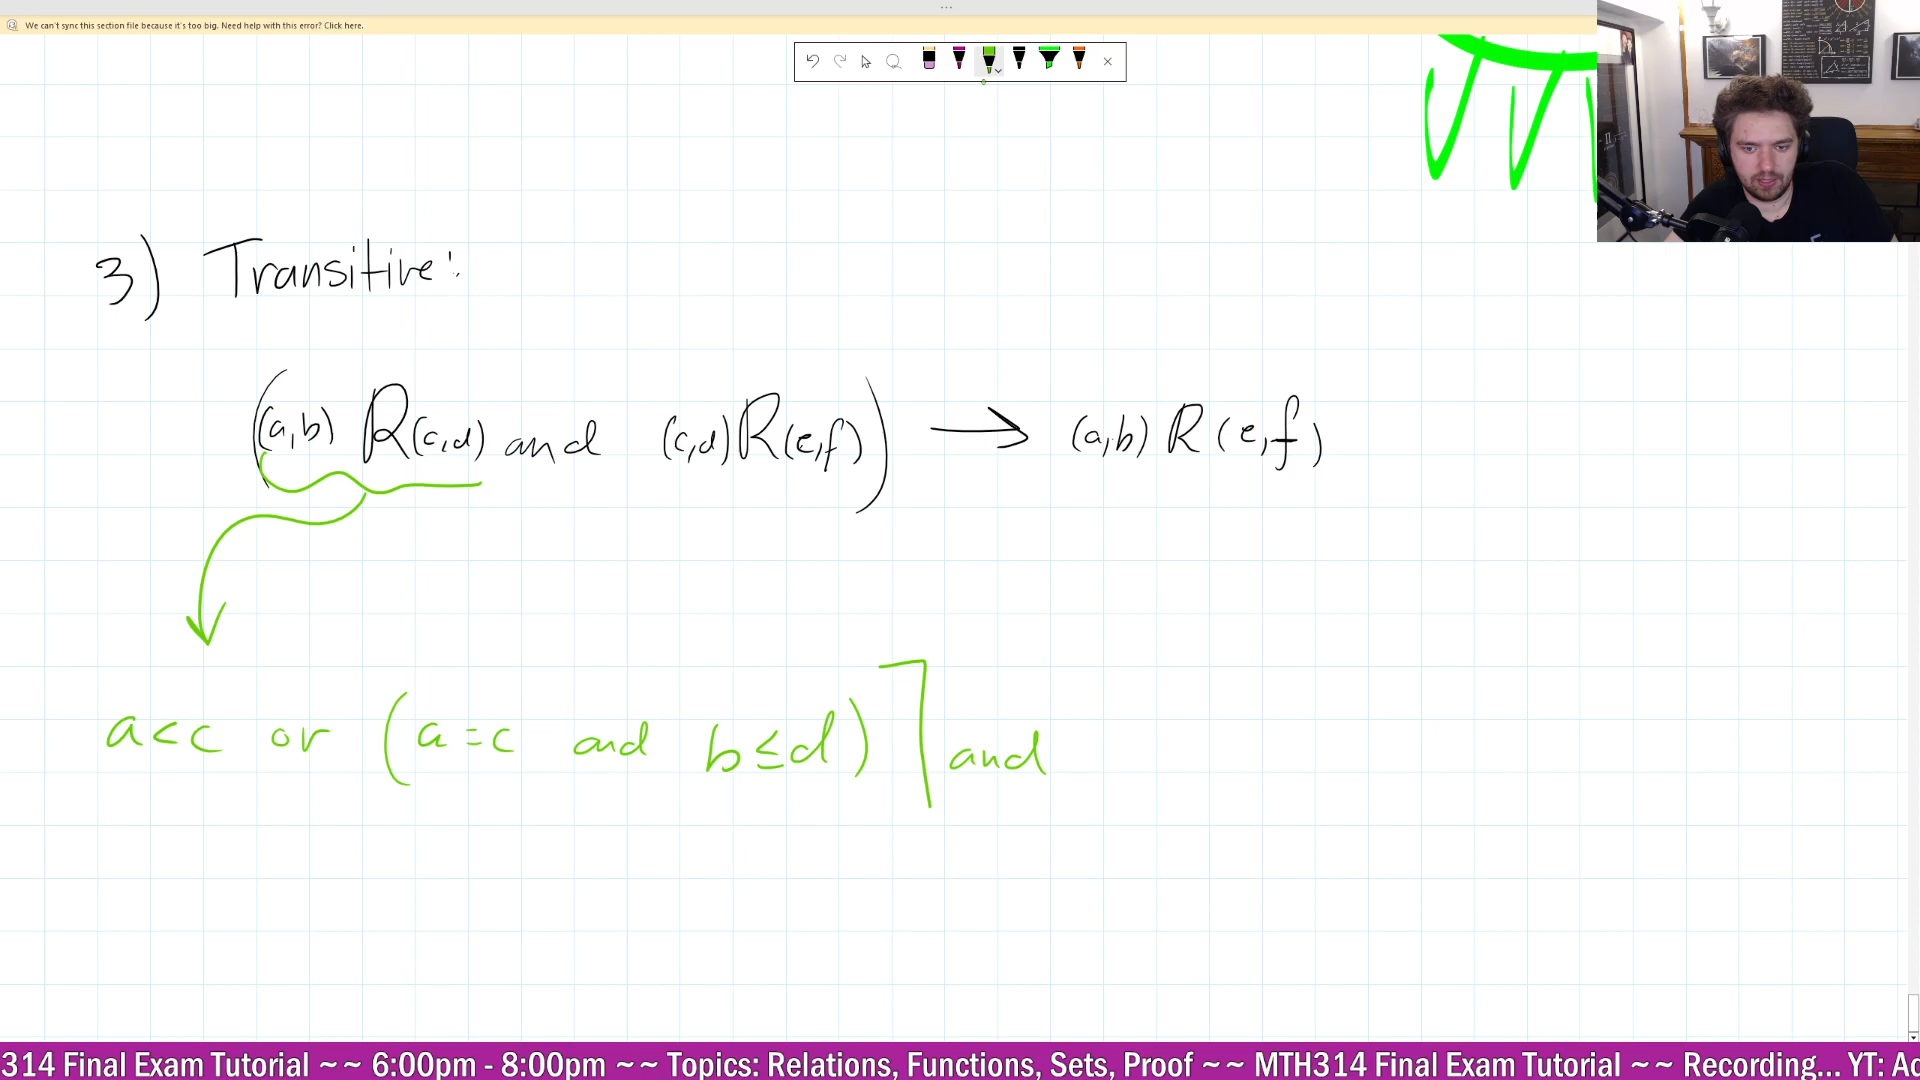 We can't sync this section file because it's too big. Need help with this error? Click here.
3) Transitive:
((a,b) R (c,d) and (c,d) R (e,f)) → (a,b) R (e,f)
a<c or (a=c and b≤d) ] and
314 Final Exam Tutorial ~~ 6:00pm - 8:00pm ~~ Topics: Relations, Functions, Sets, Proof ~~ MTH314 Final Exam Tutorial ~~ Recording... YT: Ad